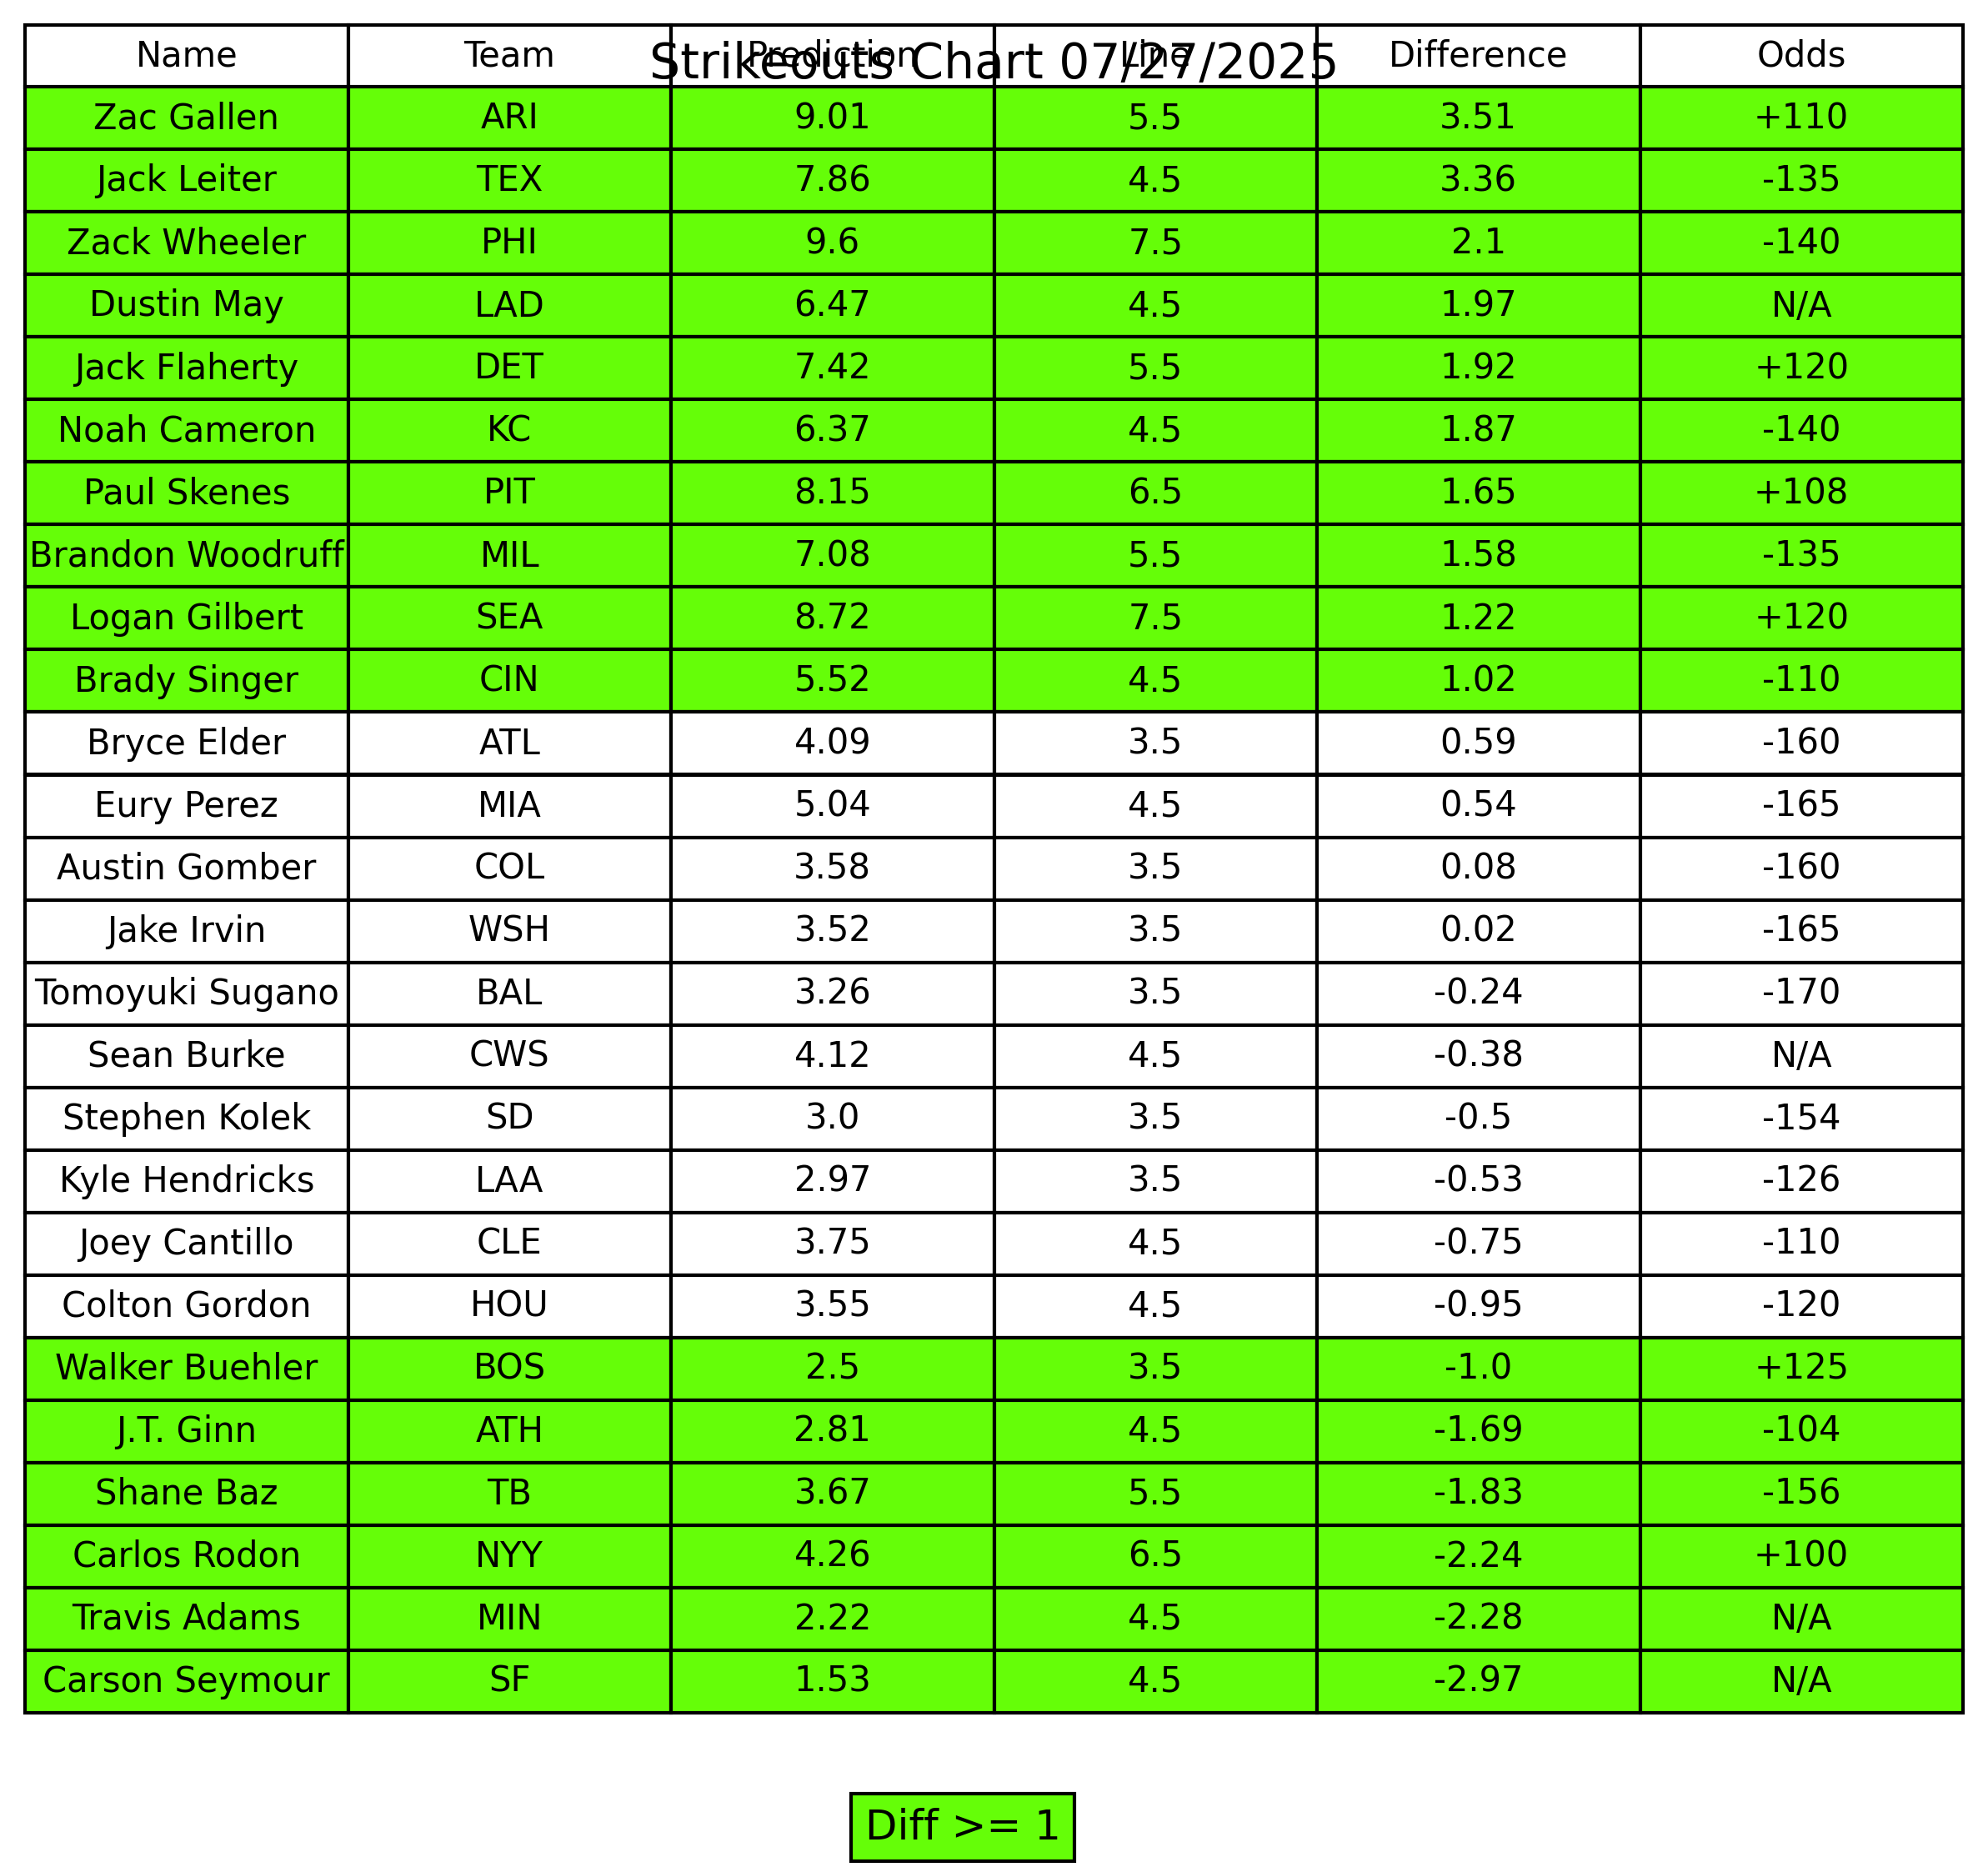 Strikeouts Chart 07/27/2025
Name Team Prediction Line Difference Odds
Zac Gallen ARI 9.01 5.5 3.51 +110
Jack Leiter TEX 7.86 4.5 3.36 -135
Zack Wheeler PHI 9.6 7.5 2.1 -140
Dustin May LAD 6.47 4.5 1.97 N/A
Jack Flaherty DET 7.42 5.5 1.92 +120
Noah Cameron KC 6.37 4.5 1.87 -140
Paul Skenes PIT 8.15 6.5 1.65 +108
Brandon Woodruff MIL 7.08 5.5 1.58 -135
Logan Gilbert SEA 8.72 7.5 1.22 +120
Brady Singer CIN 5.52 4.5 1.02 -110
Bryce Elder ATL 4.09 3.5 0.59 -160
Eury Perez MIA 5.04 4.5 0.54 -165
Austin Gomber COL 3.58 3.5 0.08 -160
Jake Irvin WSH 3.52 3.5 0.02 -165
Tomoyuki Sugano BAL 3.26 3.5 -0.24 -170
Sean Burke CWS 4.12 4.5 -0.38 N/A
Stephen Kolek SD 3.0 3.5 -0.5 -154
Kyle Hendricks LAA 2.97 3.5 -0.53 -126
Joey Cantillo CLE 3.75 4.5 -0.75 -110
Colton Gordon HOU 3.55 4.5 -0.95 -120
Walker Buehler BOS 2.5 3.5 -1.0 +125
J.T. Ginn ATH 2.81 4.5 -1.69 -104
Shane Baz TB 3.67 5.5 -1.83 -156
Carlos Rodon NYY 4.26 6.5 -2.24 +100
Travis Adams MIN 2.22 4.5 -2.28 N/A
Carson Seymour SF 1.53 4.5 -2.97 N/A
Diff >= 1